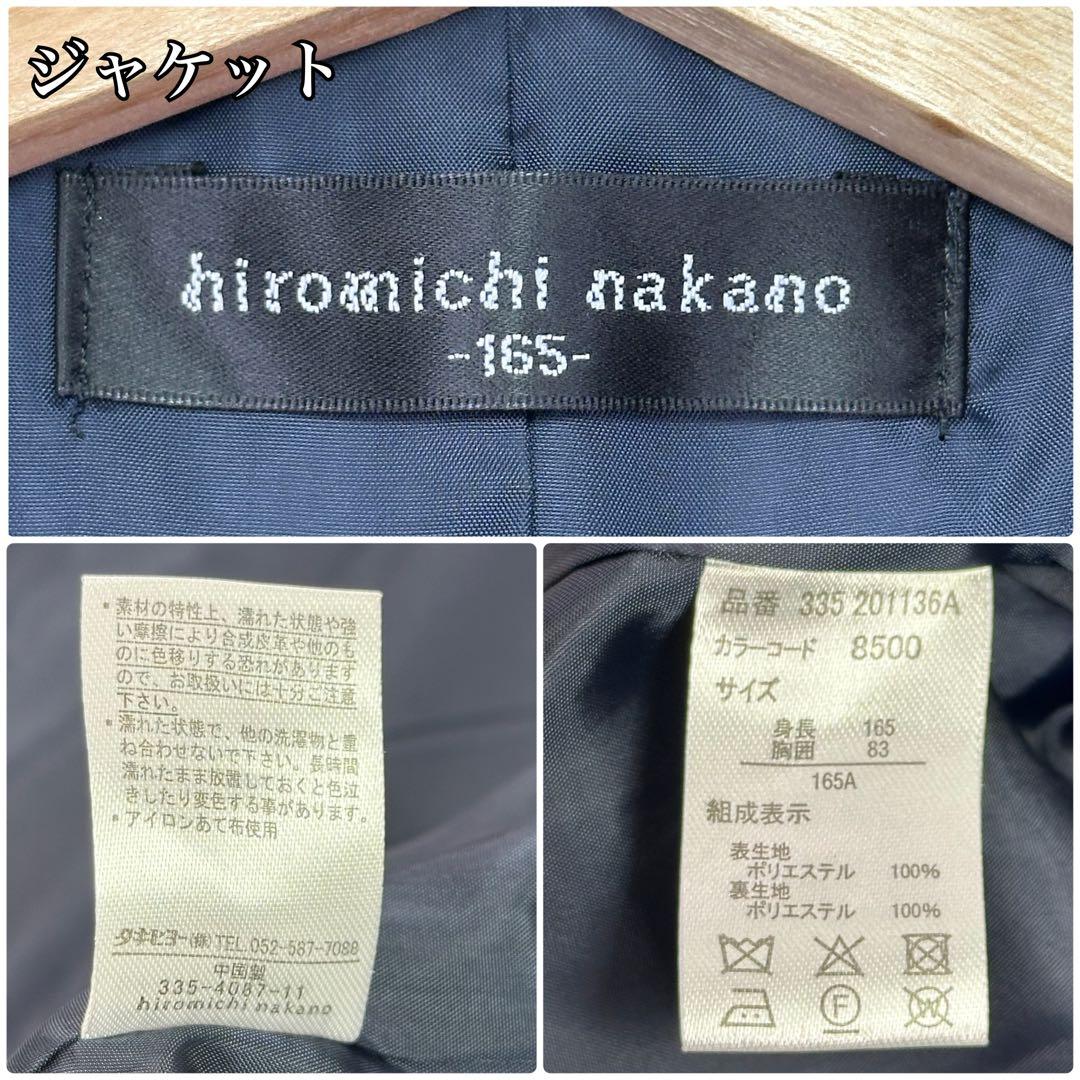 ジャケット
hiromichi nakano
-165-
・素材の特性上、濡れた状態や強
い摩擦により合成皮革や他のも
のに色移りする恐れがあります
ので、お取扱いには十分ご注意
下さい。
・濡れた状態で、他の洗濯物と重
ね合わせないで下さい。長時間
濡れたまま放置しておくと色泣
きしたり変色する事があります。
・アイロンあて布使用
タキヒヨー(株)TEL.052-587-7088
中国製
335-4087-11
hiromichi nakano
品番 335 201136A
カラーコード 8500
サイズ
身長 165
胸囲 83
165A
組成表示
表生地
ポリエステル 100%
裏生地
ポリエステル 100%
F
W